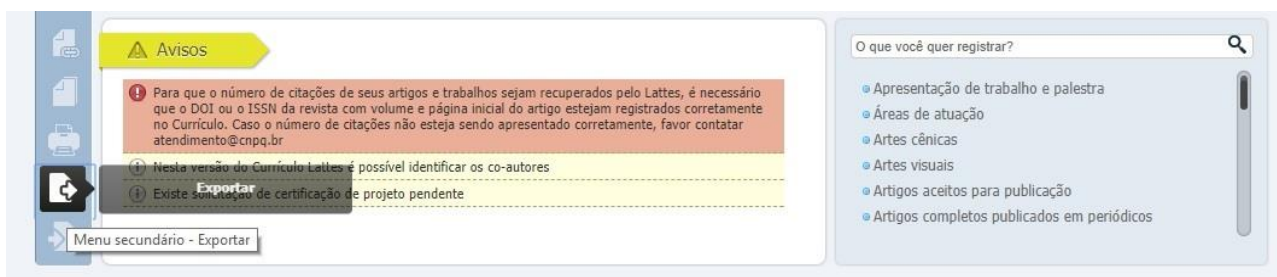 Avisos
Para que o número de citações de seus artigos e trabalhos sejam recuperados pelo Lattes, é necessário
que o DOI ou o ISSN da revista com volume e página inicial do artigo estejam registrados corretamente
no Currículo. Caso o número de citações não esteja sendo apresentado corretamente, favor contatar
atendimento@cnpq.br
Nesta versão do Currículo Lattes é possível identificar os co-autores
Existe solicitação de certificação de projeto pendente
Exportar
Menu secundário - Exportar
O que você quer registrar?
Apresentação de trabalho e palestra
Áreas de atuação
Artes cênicas
Artes visuais
Artigos aceitos para publicação
Artigos completos publicados em periódicos